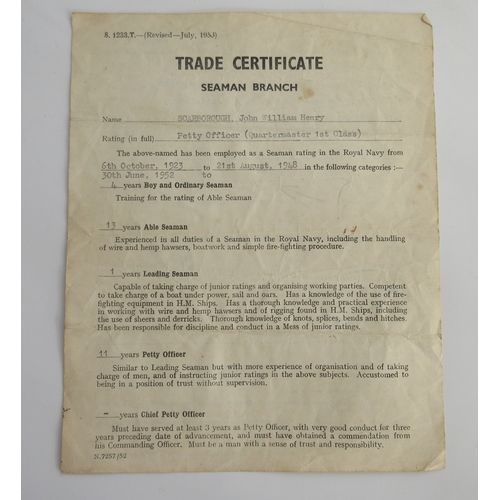 S. 1233.T.—(Revised—July, 1953)
TRADE CERTIFICATE
SEAMAN BRANCH
Name SCARBOROUGH, John William Henry
Rating (in full) Petty Officer (Quartermaster 1st Class)
The above-named has been employed as a Seaman rating in the Royal Navy from
6th October, 1923 to 21st August, 1948 in the following categories :—
30th June, 1952 to
4 years Boy and Ordinary Seaman
Training for the rating of Able Seaman
13 years Able Seaman
Experienced in all duties of a Seaman in the Royal Navy, including the handling
of wire and hemp hawsers, boatwork and simple fire-fighting procedure.
1 years Leading Seaman
Capable of taking charge of junior ratings and organising working parties. Competent
to take charge of a boat under power, sail and oars. Has a knowledge of the use of fire-
fighting equipment in H.M. Ships. Has a thorough knowledge and practical experience
in working with wire and hemp hawsers and of rigging found in H.M. Ships, including
the use of sheers and derricks. Thorough knowledge of knots, splices, bends and hitches.
Has been responsible for discipline and conduct in a Mess of junior ratings.
11 years Petty Officer
Similar to Leading Seaman but with more experience of organisation and of taking
charge of men, and of instructing junior ratings in the above subjects. Accustomed to
being in a position of trust without supervision.
- years Chief Petty Officer
Must have served at least 3 years as Petty Officer, with very good conduct for three
years preceding date of advancement, and must have obtained a commendation from
his Commanding Officer. Must be a man with a sense of trust and responsibility.
N.7257/52